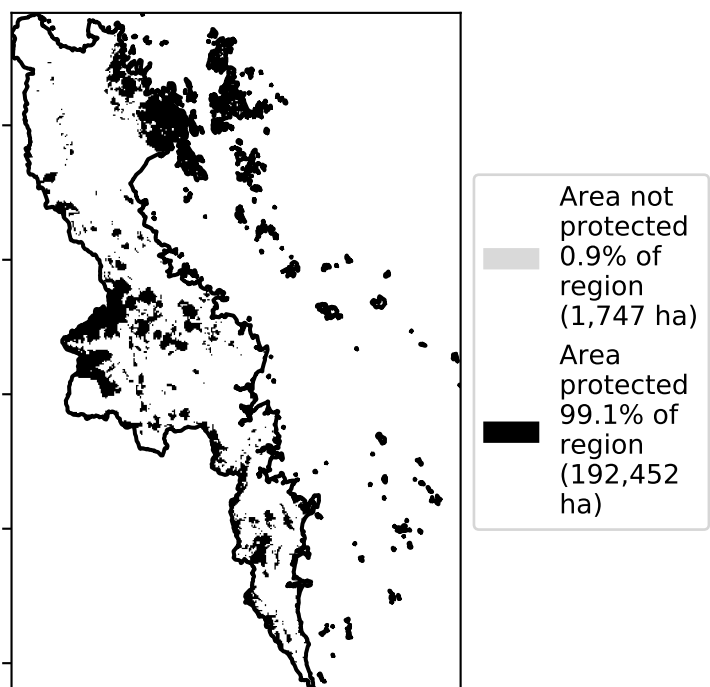 Area not
protected
0.9% of
region
(1,747 ha)
Area
protected
99.1% of
region
(192,452
ha)